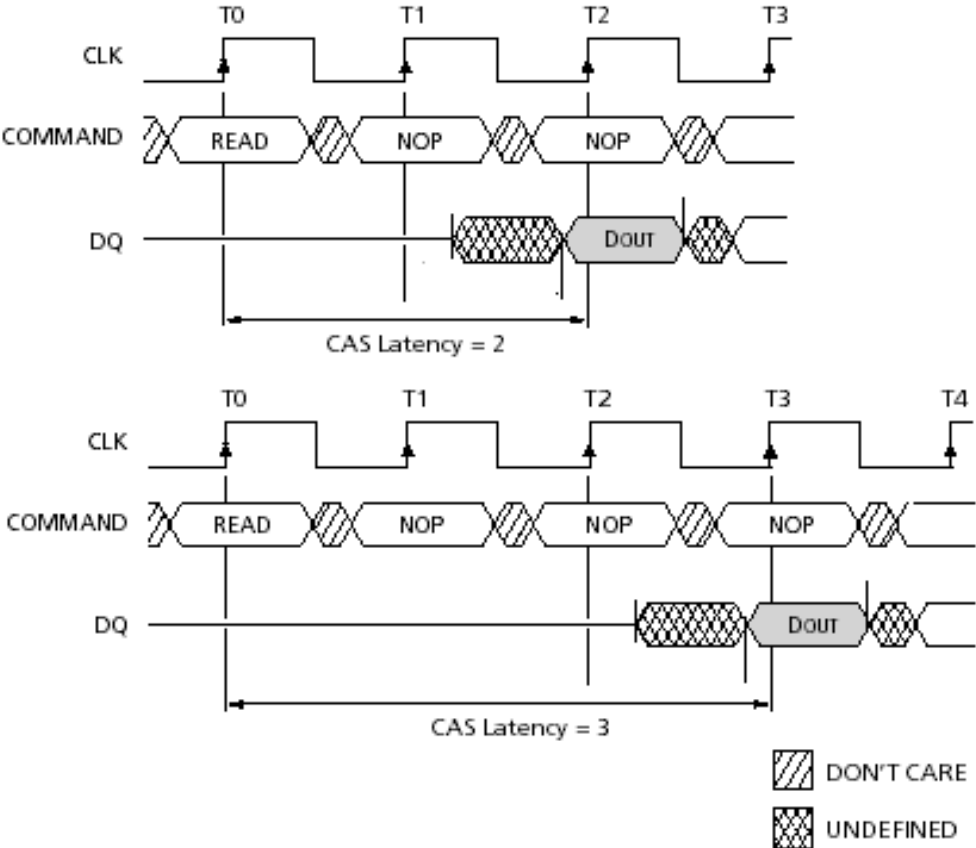 T0 T1 T2 T3
CLK
COMMAND READ NOP NOP
DQ DOUT
CAS Latency = 2
T0 T1 T2 T3 T4
CLK
COMMAND READ NOP NOP NOP
DQ DOUT
CAS Latency = 3
DON'T CARE
UNDEFINED